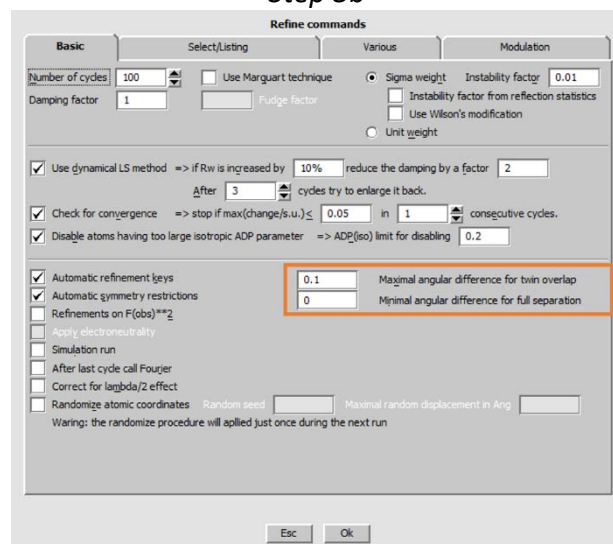 Step 3b
Refine commands
Basic Select/Listing Various Modulation
Number of cycles 100 Use Marquart technique Sigma weight Instability factor 0.01
Damping factor 1 Fudge factor Instability factor from reflection statistics
Use Wilson's modification
Unit weight
Use dynamical LS method => if Rw is increased by 10% reduce the damping by a factor 2
After 3 cycles try to enlarge it back.
Check for convergence => stop if max(change/s.u.)< 0.05 in 1 consecutive cycles.
Disable atoms having too large isotropic ADP parameter => ADP(iso) limit for disabling 0.2
Automatic refinement keys 0.1 Maximal angular difference for twin overlap
Automatic symmetry restrictions 0 Minimal angular difference for full separation
Refinements on F(obs)**2
Apply electroneutrality
Simulation run
After last cycle call Fourier
Correct for lambda/2 effect
Randomize atomic coordinates Random seed Maximal random displacement in Ang
Waring: the randomize procedure will apllied just once during the next run
Esc Ok